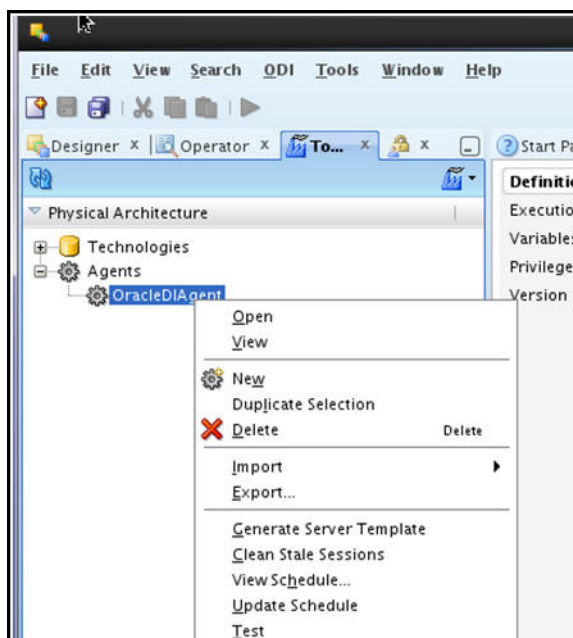 File Edit View Search ODI Tools Window Help
Designer x Operator x To... x x Start Pa
Definitio
Physical Architecture
Executio
Technologies
Variable:
Agents
Privilege
OracleDIAgent
Version
Open
View
New
Duplicate Selection
Delete Delete
Import
Export...
Generate Server Template
Clean Stale Sessions
View Schedule...
Update Schedule
Test